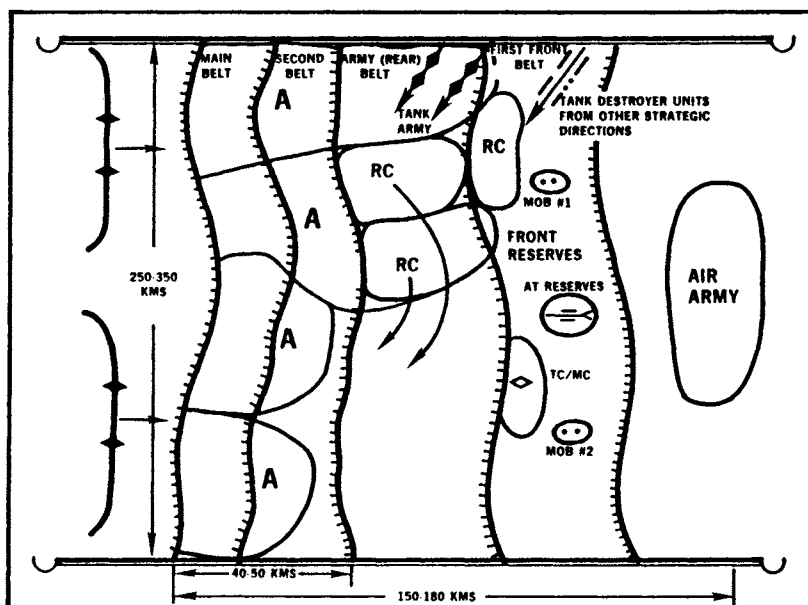 MAIN
BELT
SECOND
BELT
ARMY (REAR)
BELT
FIRST FRONT
BELT
A
TANK
ARMY
TANK DESTROYER UNITS
FROM OTHER STRATEGIC
DIRECTIONS
RC
RC
MOB #1
A
FRONT
RESERVES
RC
250-350
KMS
AT RESERVES
AIR
ARMY
A
TC/MC
MOB #2
A
40-50 KMS
150-180 KMS